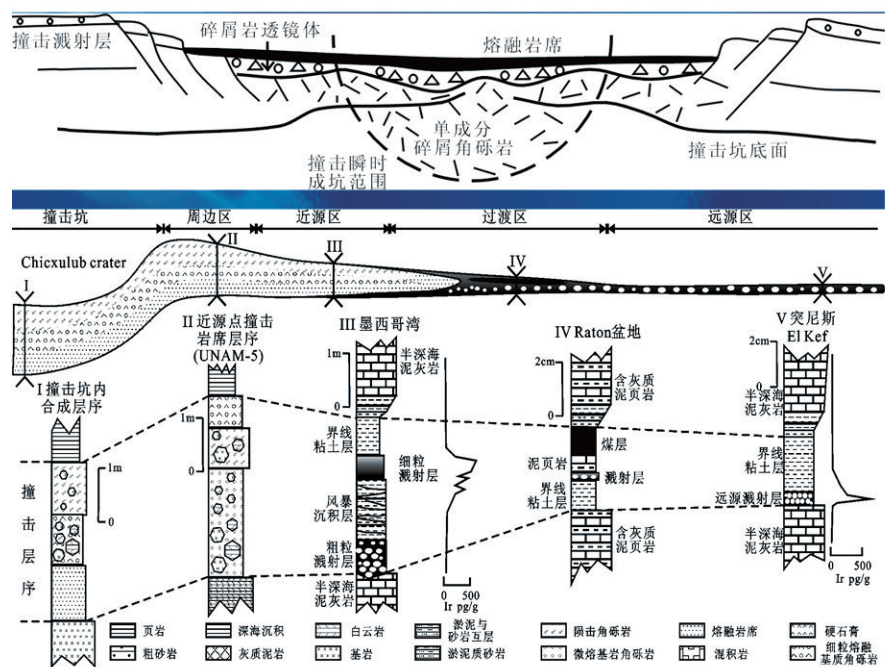 撞击溅射层
碎屑岩透镜体
熔融岩席
单成分
碎屑角砾岩
撞击瞬时
成坑范围
撞击坑底面
撞击坑
周边区
近源区
过渡区
远源区
Chicxulub crater
I
II
III
IV
V
I 撞击坑内
合成层序
1m
0
撞
击
层
序
II 近源点撞击
岩席层序
(UNAM-5)
1m
0
III 墨西哥湾
1m
0
半深海
泥灰岩
界线
粘土层
细粒
溅射层
风暴
沉积层
粗粒
溅射层
半深海
泥灰岩
0 500
Ir pg/g
IV Raton盆地
2cm
0
含灰质
泥页岩
煤层
泥页岩
溅射层
界线
粘土层
含灰质
泥页岩
V 突尼斯
El Kef
2cm
0
半深海
泥灰岩
界线
粘土层
远源溅射层
半深海
泥灰岩
0 500
Ir pg/g
页岩
深海沉积
白云岩
淤泥与
砂岩互层
陨击角砾岩
熔融岩席
硬石膏
粗砂岩
灰质泥岩
基岩
淤泥质砂岩
微熔基岩角砾岩
混积岩
细粒熔融
基质角砾岩